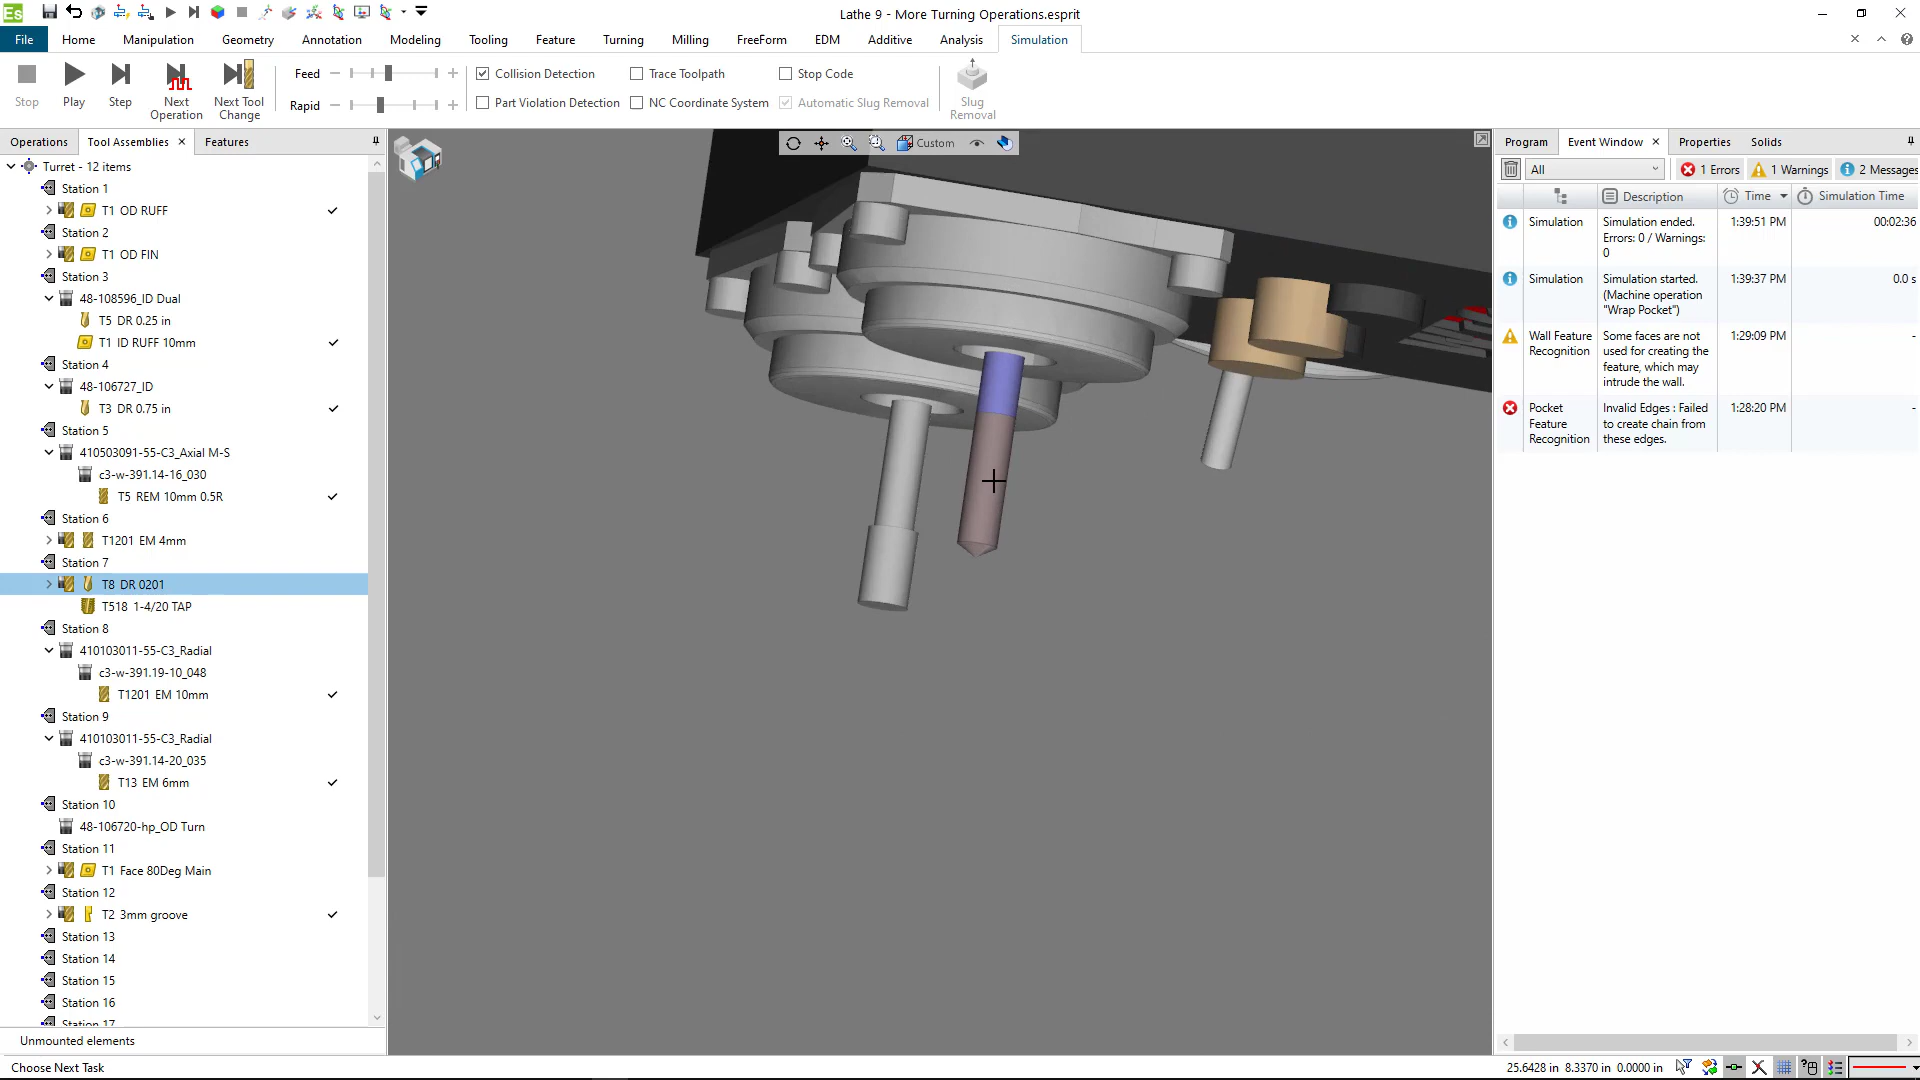 Es
Lathe 9 - More Turning Operations.esprit
File Home Manipulation Geometry Annotation Modeling Tooling Feature Turning Milling FreeForm EDM Additive Analysis Simulation
Stop Play Step Next Operation Next Tool Change
Feed
Rapid
Collision Detection Trace Toolpath Stop Code
Part Violation Detection NC Coordinate System Automatic Slug Removal
Slug Removal
Operations Tool Assemblies Features
Custom
Program Event Window Properties Solids
Turret - 12 items
Station 1
T1 OD RUFF
Station 2
T1 OD FIN
Station 3
48-108596_ID Dual
T5 DR 0.25 in
T1 ID RUFF 10mm
Station 4
48-106727_ID
T3 DR 0.75 in
Station 5
410503091-55-C3_Axial M-S
c3-w-391.14-16_030
T5 REM 10mm 0.5R
Station 6
T1201 EM 4mm
Station 7
T8 DR 0201
T518 1-4/20 TAP
Station 8
410103011-55-C3_Radial
c3-w-391.19-10_048
T1201 EM 10mm
Station 9
410103011-55-C3_Radial
c3-w-391.14-20_035
T13 EM 6mm
Station 10
48-106720-hp_OD Turn
Station 11
T1 Face 80Deg Main
Station 12
T2 3mm groove
Station 13
Station 14
Station 15
Station 16
Station 17
Unmounted elements
Choose Next Task
All 1 Errors 1 Warnings 2 Messages
Description Time Simulation Time
Simulation
Simulation ended.
Errors: 0 / Warnings:
0
1:39:51 PM
00:02:36
Simulation
Simulation started.
(Machine operation
"Wrap Pocket")
1:39:37 PM
0.0 s
Wall Feature
Recognition
Some faces are not
used for creating the
feature, which may
intrude the wall.
1:29:09 PM
-
Pocket
Feature
Recognition
Invalid Edges : Failed
to create chain from
these edges.
1:28:20 PM
-
25.6428 in 8.3370 in 0.0000 in